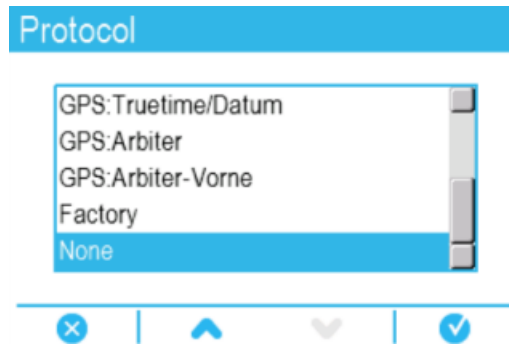 Protocol
GPS:Truetime/Datum
GPS:Arbiter
GPS:Arbiter-Vorne
Factory
None